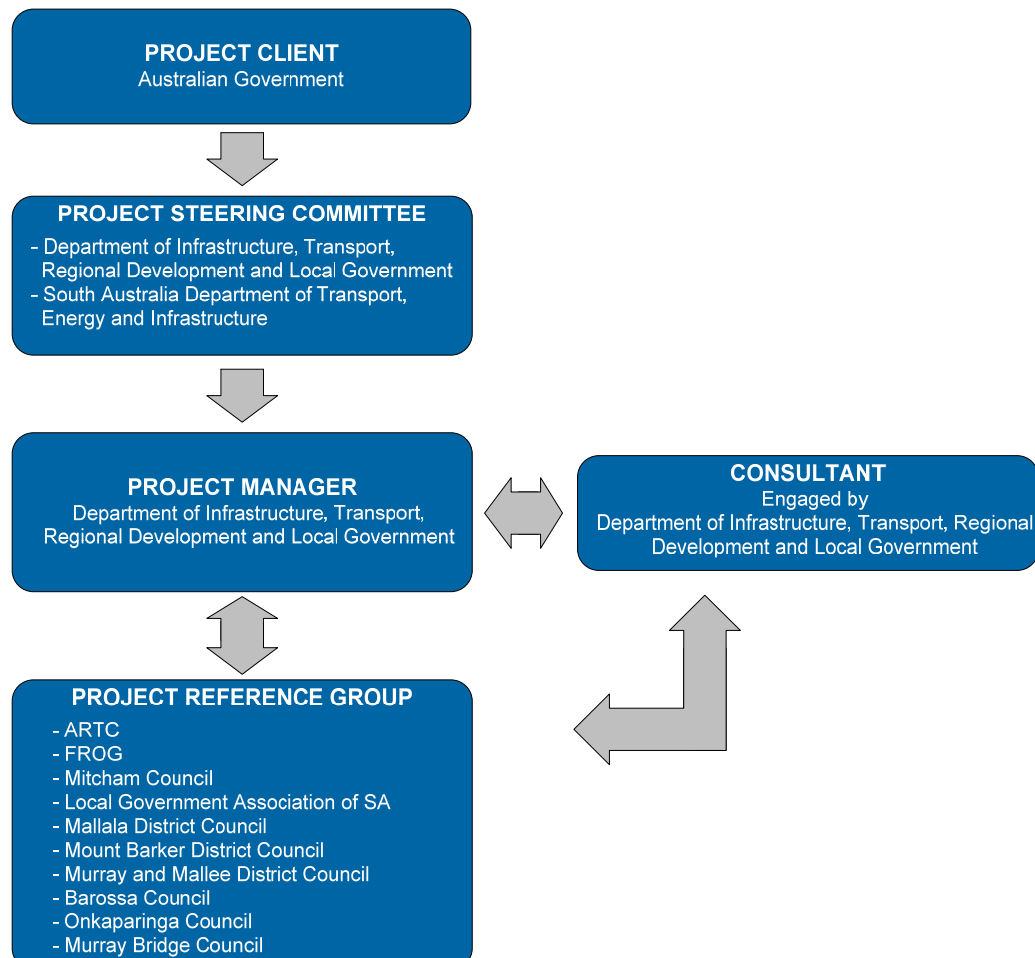 PROJECT CLIENT
Australian Government
PROJECT STEERING COMMITTEE
- Department of Infrastructure, Transport,
Regional Development and Local Government
- South Australia Department of Transport,
Energy and Infrastructure
PROJECT MANAGER
Department of Infrastructure, Transport,
Regional Development and Local Government
CONSULTANT
Engaged by
Department of Infrastructure, Transport, Regional
Development and Local Government
PROJECT REFERENCE GROUP
- ARTC
- FROG
- Mitcham Council
- Local Government Association of SA
- Mallala District Council
- Mount Barker District Council
- Murray and Mallee District Council
- Barossa Council
- Onkaparinga Council
- Murray Bridge Council